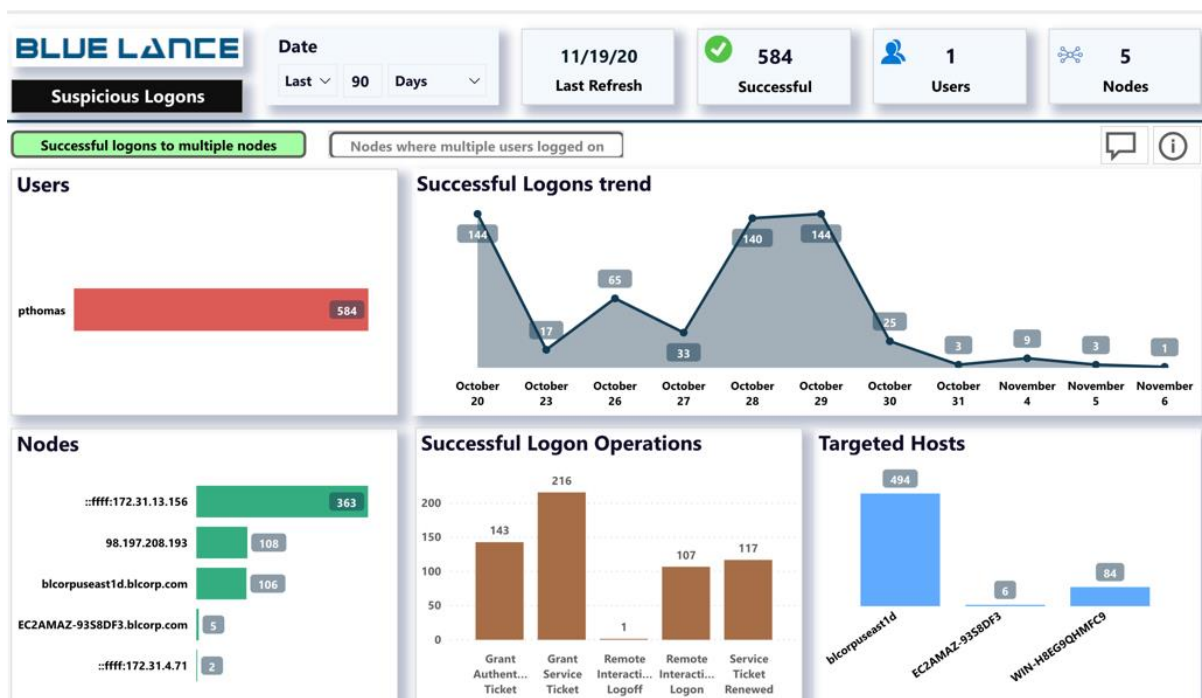 BLUE LANCE
Suspicious Logons
Date
Last 90 Days
11/19/20
Last Refresh
584
Successful
1
Users
5
Nodes
Successful logons to multiple nodes
Nodes where multiple users logged on
Users
pthomas 584
Successful Logons trend
144 17 65 33 140 144 25 3 9 3 1
October October October October October October October October November November November
20 23 26 27 28 29 30 31 4 5 6
Nodes
::ffff:172.31.13.156 363
98.197.208.193 108
blcorpuseast1d.blcorp.com 106
EC2AMAZ-93S8DF3.blcorp.com 5
::ffff:172.31.4.71 2
Successful Logon Operations
200
150
100
50
0
143 216 1 107 117
Grant Grant Remote Remote Service
Authent... Service Interacti... Interacti... Ticket
Ticket Ticket Logoff Logon Renewed
Targeted Hosts
494 6 84
blcorpuseast1d
EC2AMAZ-93S8DF3
WIN-H8EG9QHMFC9